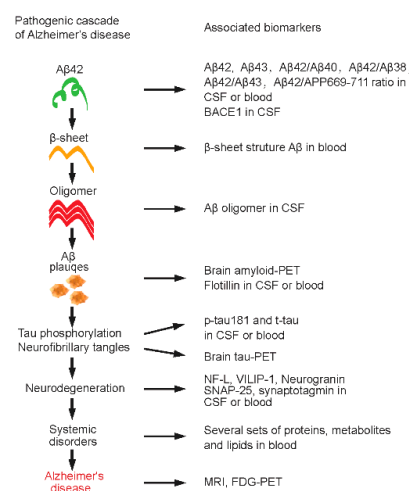 Pathogenic cascade
of Alzheimer's disease
Associated biomarkers
Aβ42
Aβ42, Aβ43, Aβ42/Aβ40, Aβ42/Aβ38
Aβ42/Aβ43, Aβ42/APP669-711 ratio in
CSF or blood
BACE1 in CSF
β-sheet
β-sheet struture Aβ in blood
Oligomer
Aβ oligomer in CSF
Aβ
plauqes
Brain amyloid-PET
Flotillin in CSF or blood
Tau phosphorylation
Neurofibrillary tangles
p-tau181 and t-tau
in CSF or blood
Brain tau-PET
Neurodegeneration
NF-L, VILIP-1, Neurogranin
SNAP-25, synaptotagmin in
CSF or blood
Systemic
disorders
Several sets of proteins, metabolites
and lipids in blood
Alzheimer's
disease
MRI, FDG-PET